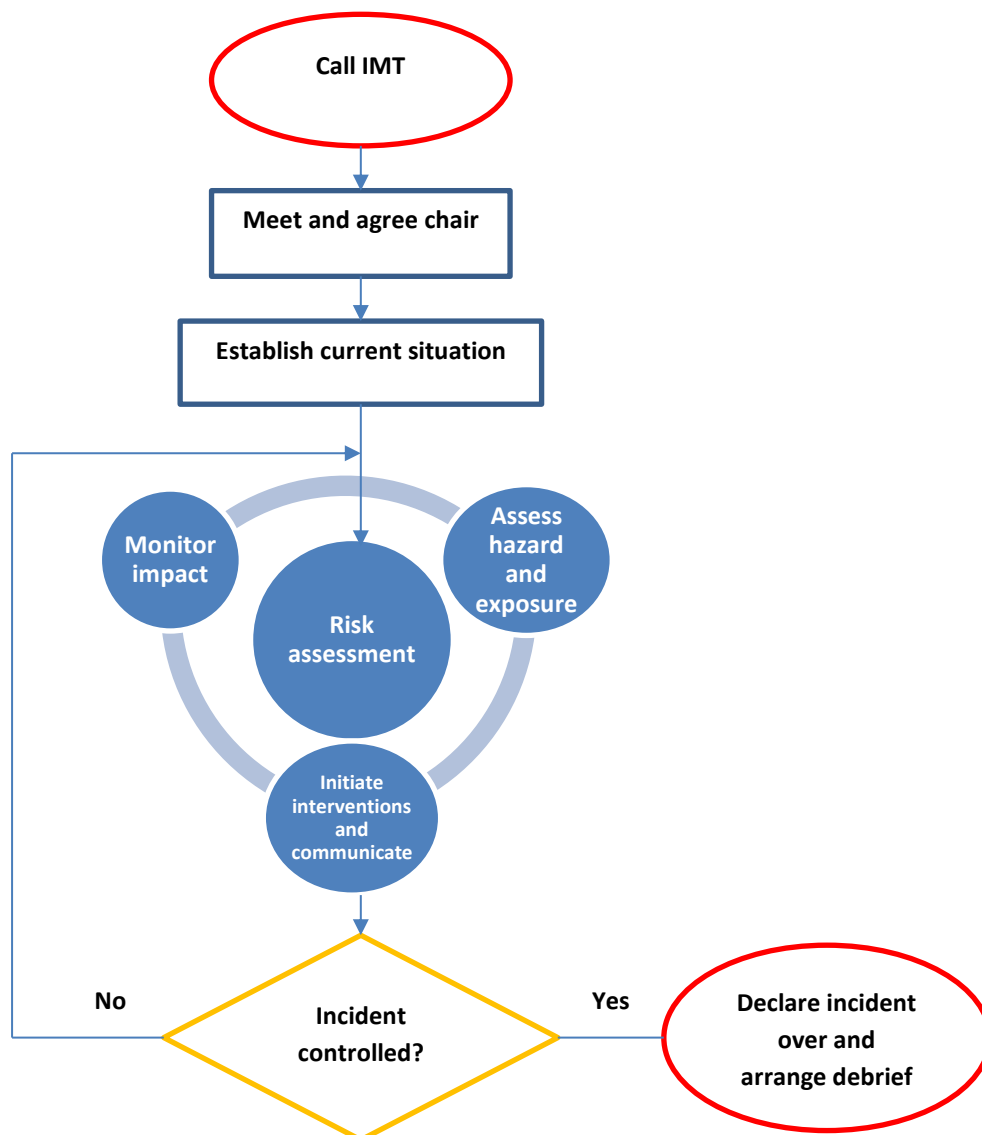 Call IMT
Meet and agree chair
Establish current situation
Monitor
impact
Assess
hazard
and
exposure
Risk
assessment
Initiate
interventions
and
communicate
No
Incident
controlled?
Yes
Declare incident
over and
arrange debrief